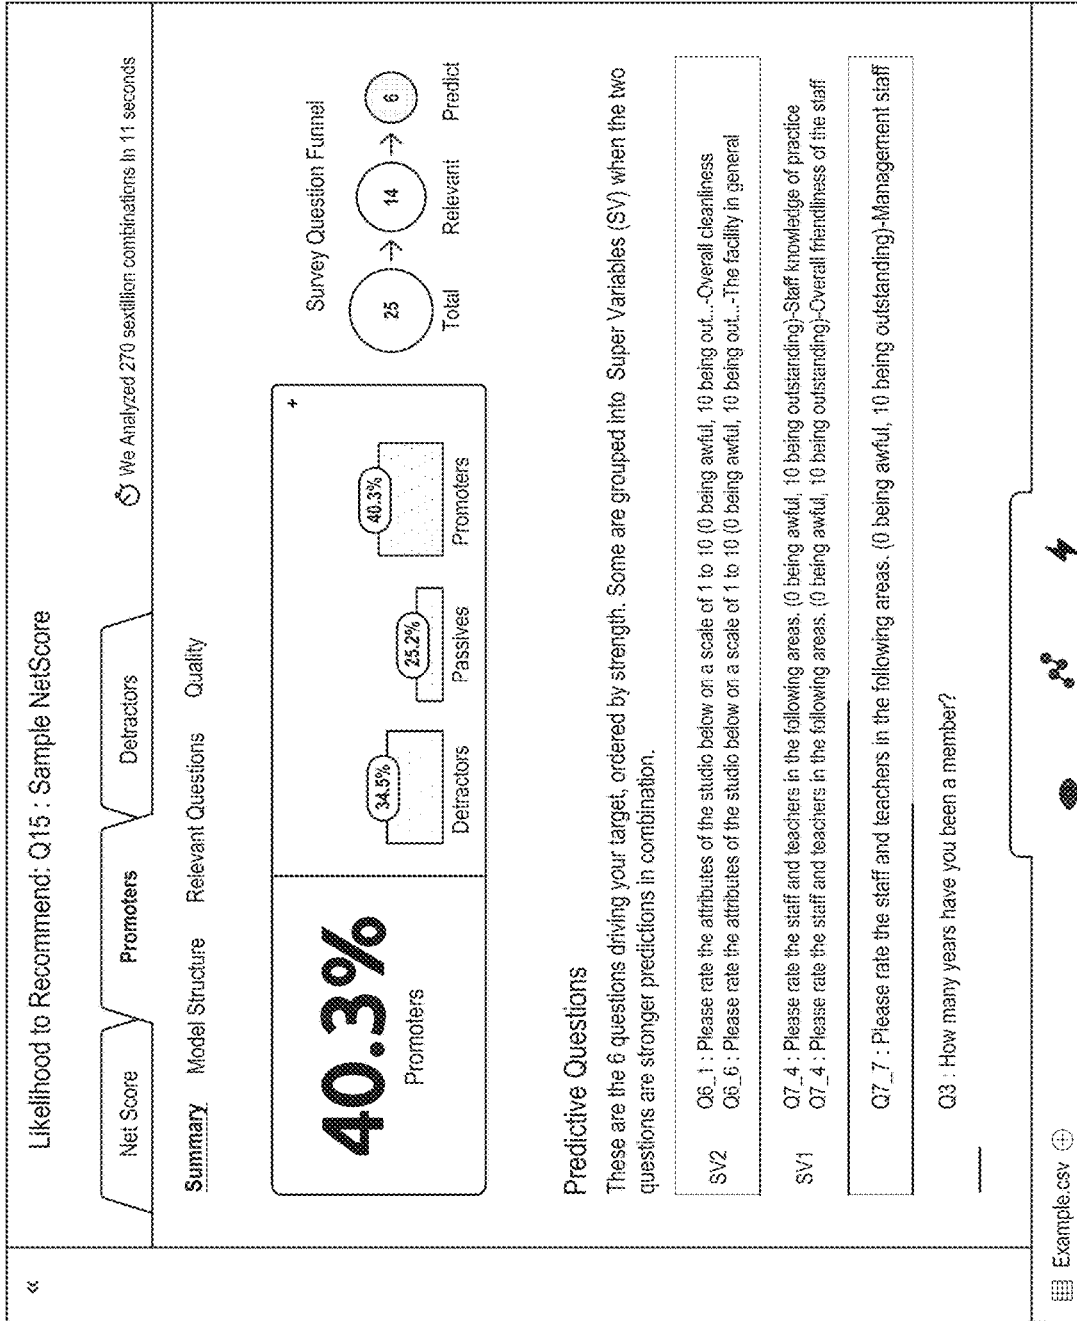 «
Likelihood to Recommend: Q15 : Sample NetScore
Net Score
Promoters
Detractors
We Analyzed 270 sextillion combinations In 11 seconds
Summary
Model Structure
Relevant Questions
Quality
40.3%
Promoters
34.5%
Detractors
25.2%
Passives
40.3%
Promoters
+
Survey Question Funnel
25
14
6
Total
Relevant
Predict
Predictive Questions
These are the 6 questions driving your target, ordered by strength. Some are grouped into Super Variables (SV) when the two
questions are stronger predictions in combination.
SV2
Q6_1 : Please rate the attributes of the studio below on a scale of 1 to 10 (0 being awful, 10 being out...-Overall cleanliness
Q6_6 : Please rate the attributes of the studio below on a scale of 1 to 10 (0 being awful, 10 being out...-The facility in general
SV1
Q7_4 : Please rate the staff and teachers in the following areas. (0 being awful, 10 being outstanding)-Staff knowledge of practice
Q7_4 : Please rate the staff and teachers in the following areas. (0 being awful, 10 being outstanding)-Overall friendliness of the staff
Q7_7 : Please rate the staff and teachers in the following areas. (0 being awful, 10 being outstanding)-Management staff
Q3 : How many years have you been a member?
Example.csv